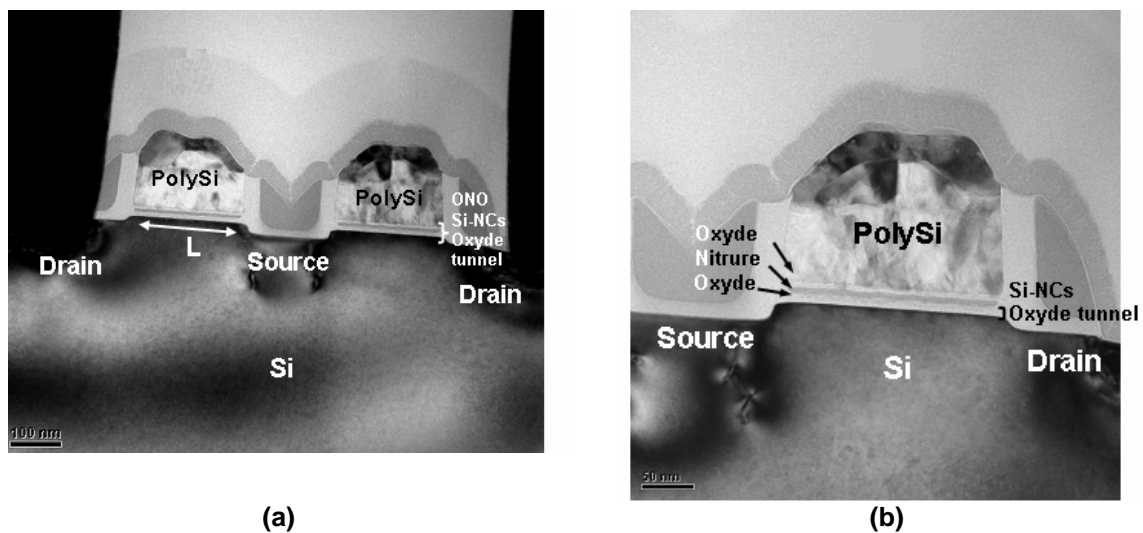 PolySi
PolySi
ONO
Si-NCs
Oxyde
tunnel
L
Drain
Source
Drain
Si
100 nm
(a)
Oxyde
Nitrure
Oxyde
PolySi
Si-NCs
Oxyde tunnel
Source
Si
Drain
50 nm
(b)